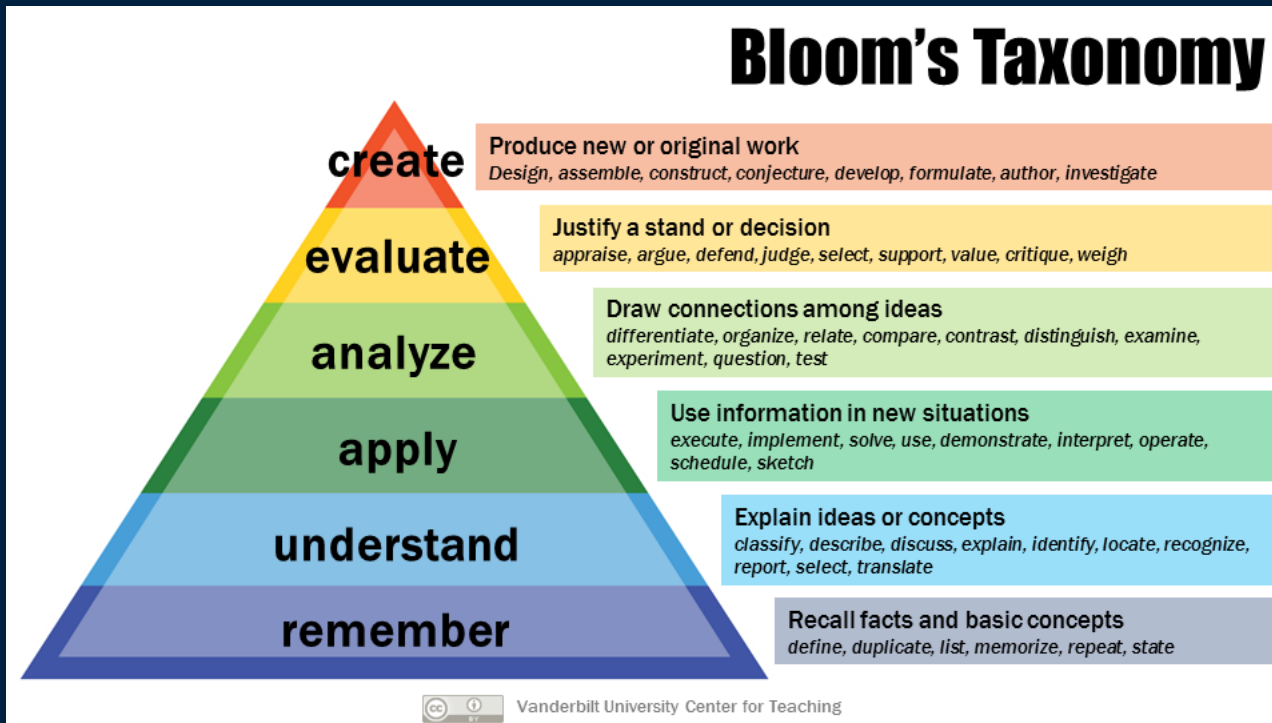 Bloom's Taxonomy
create
Produce new or original work
Design, assemble, construct, conjecture, develop, formulate, author, investigate
evaluate
Justify a stand or decision
appraise, argue, defend, judge, select, support, value, critique, weigh
analyze
Draw connections among ideas
differentiate, organize, relate, compare, contrast, distinguish, examine,
experiment, question, test
apply
Use information in new situations
execute, implement, solve, use, demonstrate, interpret, operate,
schedule, sketch
understand
Explain ideas or concepts
classify, describe, discuss, explain, identify, locate, recognize,
report, select, translate
remember
Recall facts and basic concepts
define, duplicate, list, memorize, repeat, state
cc BY
Vanderbilt University Center for Teaching